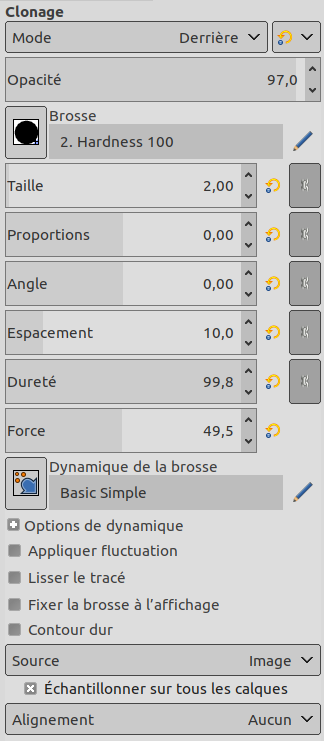 Clonage
Mode Derrière
Opacité 97,0
Brosse
2. Hardness 100
Taille 2,00
Proportions 0,00
Angle 0,00
Espacement 10,0
Dureté 99,8
Force 49,5
Dynamique de la brosse
Basic Simple
Options de dynamique
Appliquer fluctuation
Lisser le tracé
Fixer la brosse à l’affichage
Contour dur
Source Image
Échantillonner sur tous les calques
Alignement Aucun